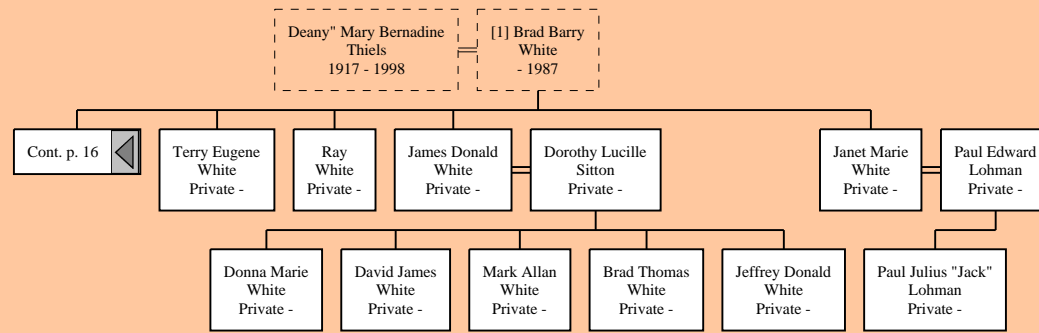 Deany" Mary Bernadine
Thiels
1917 - 1998
[1] Brad Barry
White
- 1987
Cont. p. 16
Terry Eugene
White
Private -
Ray
White
Private -
James Donald
White
Private -
Dorothy Lucille
Sitton
Private -
Janet Marie
White
Private -
Paul Edward
Lohman
Private -
Donna Marie
White
Private -
David James
White
Private -
Mark Allan
White
Private -
Brad Thomas
White
Private -
Jeffrey Donald
White
Private -
Paul Julius "Jack"
Lohman
Private -